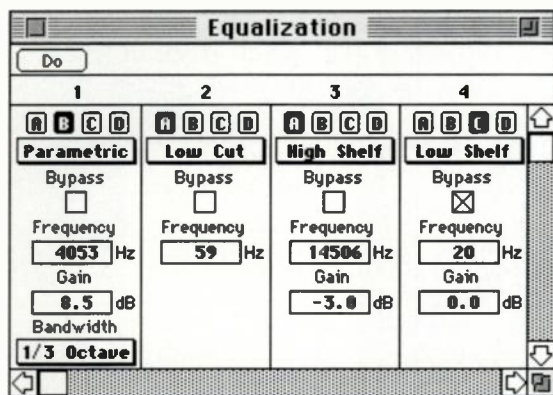 Equalization
Do
1 2 3 4
A B C D A B C D A B C D A B C D
Parametric Low Cut High Shelf Low Shelf
Bypass Bypass Bypass Bypass
Frequency Frequency Frequency Frequency
4053 Hz 59 Hz 14506 Hz 20 Hz
Gain Gain Gain
8.5 dB -3.0 dB 0.0 dB
Bandwidth
1/3 Octave